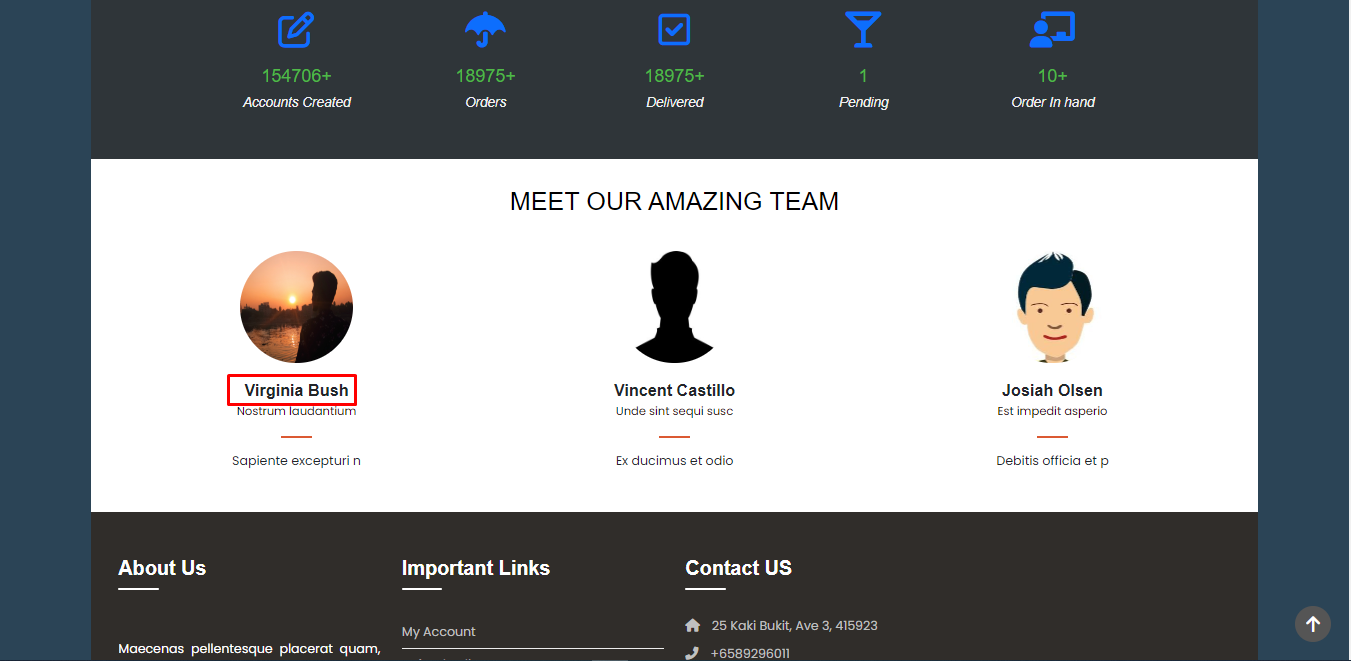 154706+
18975+
18975+
1
10+
Accounts Created
Orders
Delivered
Pending
Order In hand
MEET OUR AMAZING TEAM
Virginia Bush
Nostrum laudantium
Sapiente excepturi n
Vincent Castillo
Unde sint sequi susc
Ex ducimus et odio
Josiah Olsen
Est impedit asperio
Debitis officia et p
About Us
Maecenas pellentesque placerat quam,
Important Links
My Account
Contact US
25 Kaki Bukit, Ave 3, 415923
+6589296011